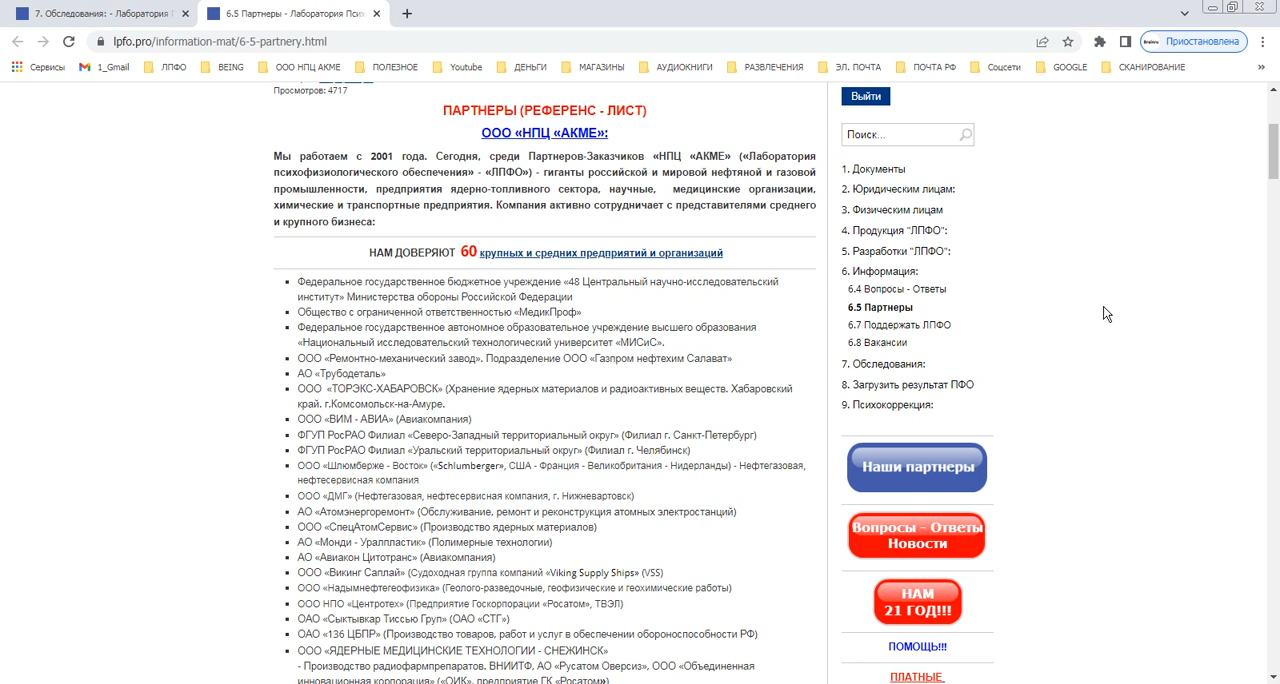 7. Обследования: - Лаборатория П
6.5 Партнеры - Лаборатория Пси
lpfo.pro/information-mat/6-5-partnery.html
Приостановлена
Сервисы
1_Gmail
ЛПФО
BEING
ООО НПЦ АКМЕ
ПОЛЕЗНОЕ
Youtube
ДЕНЬГИ
МАГАЗИНЫ
АУДИОКНИГИ
РАЗВЛЕЧЕНИЯ
ЭЛ. ПОЧТА
ПОЧТА РФ
Соцсети
GOOGLE
СКАНИРОВАНИЕ
»
Просмотров: 4717
ПАРТНЕРЫ (РЕФЕРЕНС - ЛИСТ)
ООО «НПЦ «АКМЕ»:
Мы работаем с 2001 года. Сегодня, среди Партнеров-Заказчиков «НПЦ «АКМЕ» («Лаборатория
психофизиологического обеспечения» - «ЛПФО») - гиганты российской и мировой нефтяной и газовой
промышленности, предприятия ядерно-топливного сектора, научные, медицинские организации,
химические и транспортные предприятия. Компания активно сотрудничает с представителями среднего
и крупного бизнеса:
НАМ ДОВЕРЯЮТ 60 крупных и средних предприятий и организаций
Федеральное государственное бюджетное учреждение «48 Центральный научно-исследовательский
институт» Министерства обороны Российской Федерации
Общество с ограниченной ответственностью «МедикПроф»
Федеральное государственное автономное образовательное учреждение высшего образования
«Национальный исследовательский технологический университет «МИСиС».
ООО «Ремонтно-механический завод». Подразделение ООО «Газпром нефтехим Салават»
АО «Трубодеталь»
ООО «ТОРЭКС-ХАБАРОВСК» (Хранение ядерных материалов и радиоактивных веществ. Хабаровский
край. г.Комсомольск-на-Амуре.
ООО «ВИМ - АВИА» (Авиакомпания)
ФГУП РосРАО Филиал «Северо-Западный территориальный округ» (Филиал г. Санкт-Петербург)
ФГУП РосРАО Филиал «Уральский территориальный округ» (Филиал г. Челябинск)
ООО «Шлюмберже - Восток» («Schlumberger», США - Франция - Великобритания - Нидерланды) - Нефтегазовая,
нефтесервисная компания
ООО «ДМГ» (Нефтегазовая, нефтесервисная компания, г. Нижневартовск)
АО «Атомэнергоремонт» (Обслуживание, ремонт и реконструкция атомных электростанций)
ООО «СпецАтомСервис» (Производство ядерных материалов)
АО «Монди - Уралпластик» (Полимерные технологии)
АО «Авиакон Цитотранс» (Авиакомпания)
ООО «Викинг Саплай» (Судоходная группа компаний «Viking Supply Ships» (VSS)
ООО «Надымнефтегеофизика» (Геолого-разведочные, геофизические и геохимические работы)
ООО НПО «Центротех» (Предприятие Госкорпорации «Росатом», ТВЭЛ)
ОАО «Сыктывкар Тиссью Груп» (ОАО «СТГ»)
ОАО «136 ЦБПР» (Производство товаров, работ и услуг в обеспечении обороноспособности РФ)
ООО «ЯДЕРНЫЕ МЕДИЦИНСКИЕ ТЕХНОЛОГИИ - СНЕЖИНСК»
- Производство радиофармпрепаратов. ВНИИТФ, АО «Русатом Оверсиз», ООО «Объединенная
инновационная корпорация» («ОИК», предприятие ГК «Росатом»)
Выйти
Поиск...
1. Документы
2. Юридическим лицам:
3. Физическим лицам
4. Продукция "ЛПФО":
5. Разработки "ЛПФО":
6. Информация:
6.4 Вопросы - Ответы
6.5 Партнеры
6.7 Поддержать ЛПФО
6.8 Вакансии
7. Обследования:
8. Загрузить результат ПФО
9. Психокоррекция:
Наши партнеры
Вопросы - Ответы
Новости
НАМ
21 ГОД!!!
ПОМОЩЬ!!!
ПЛАТНЫЕ